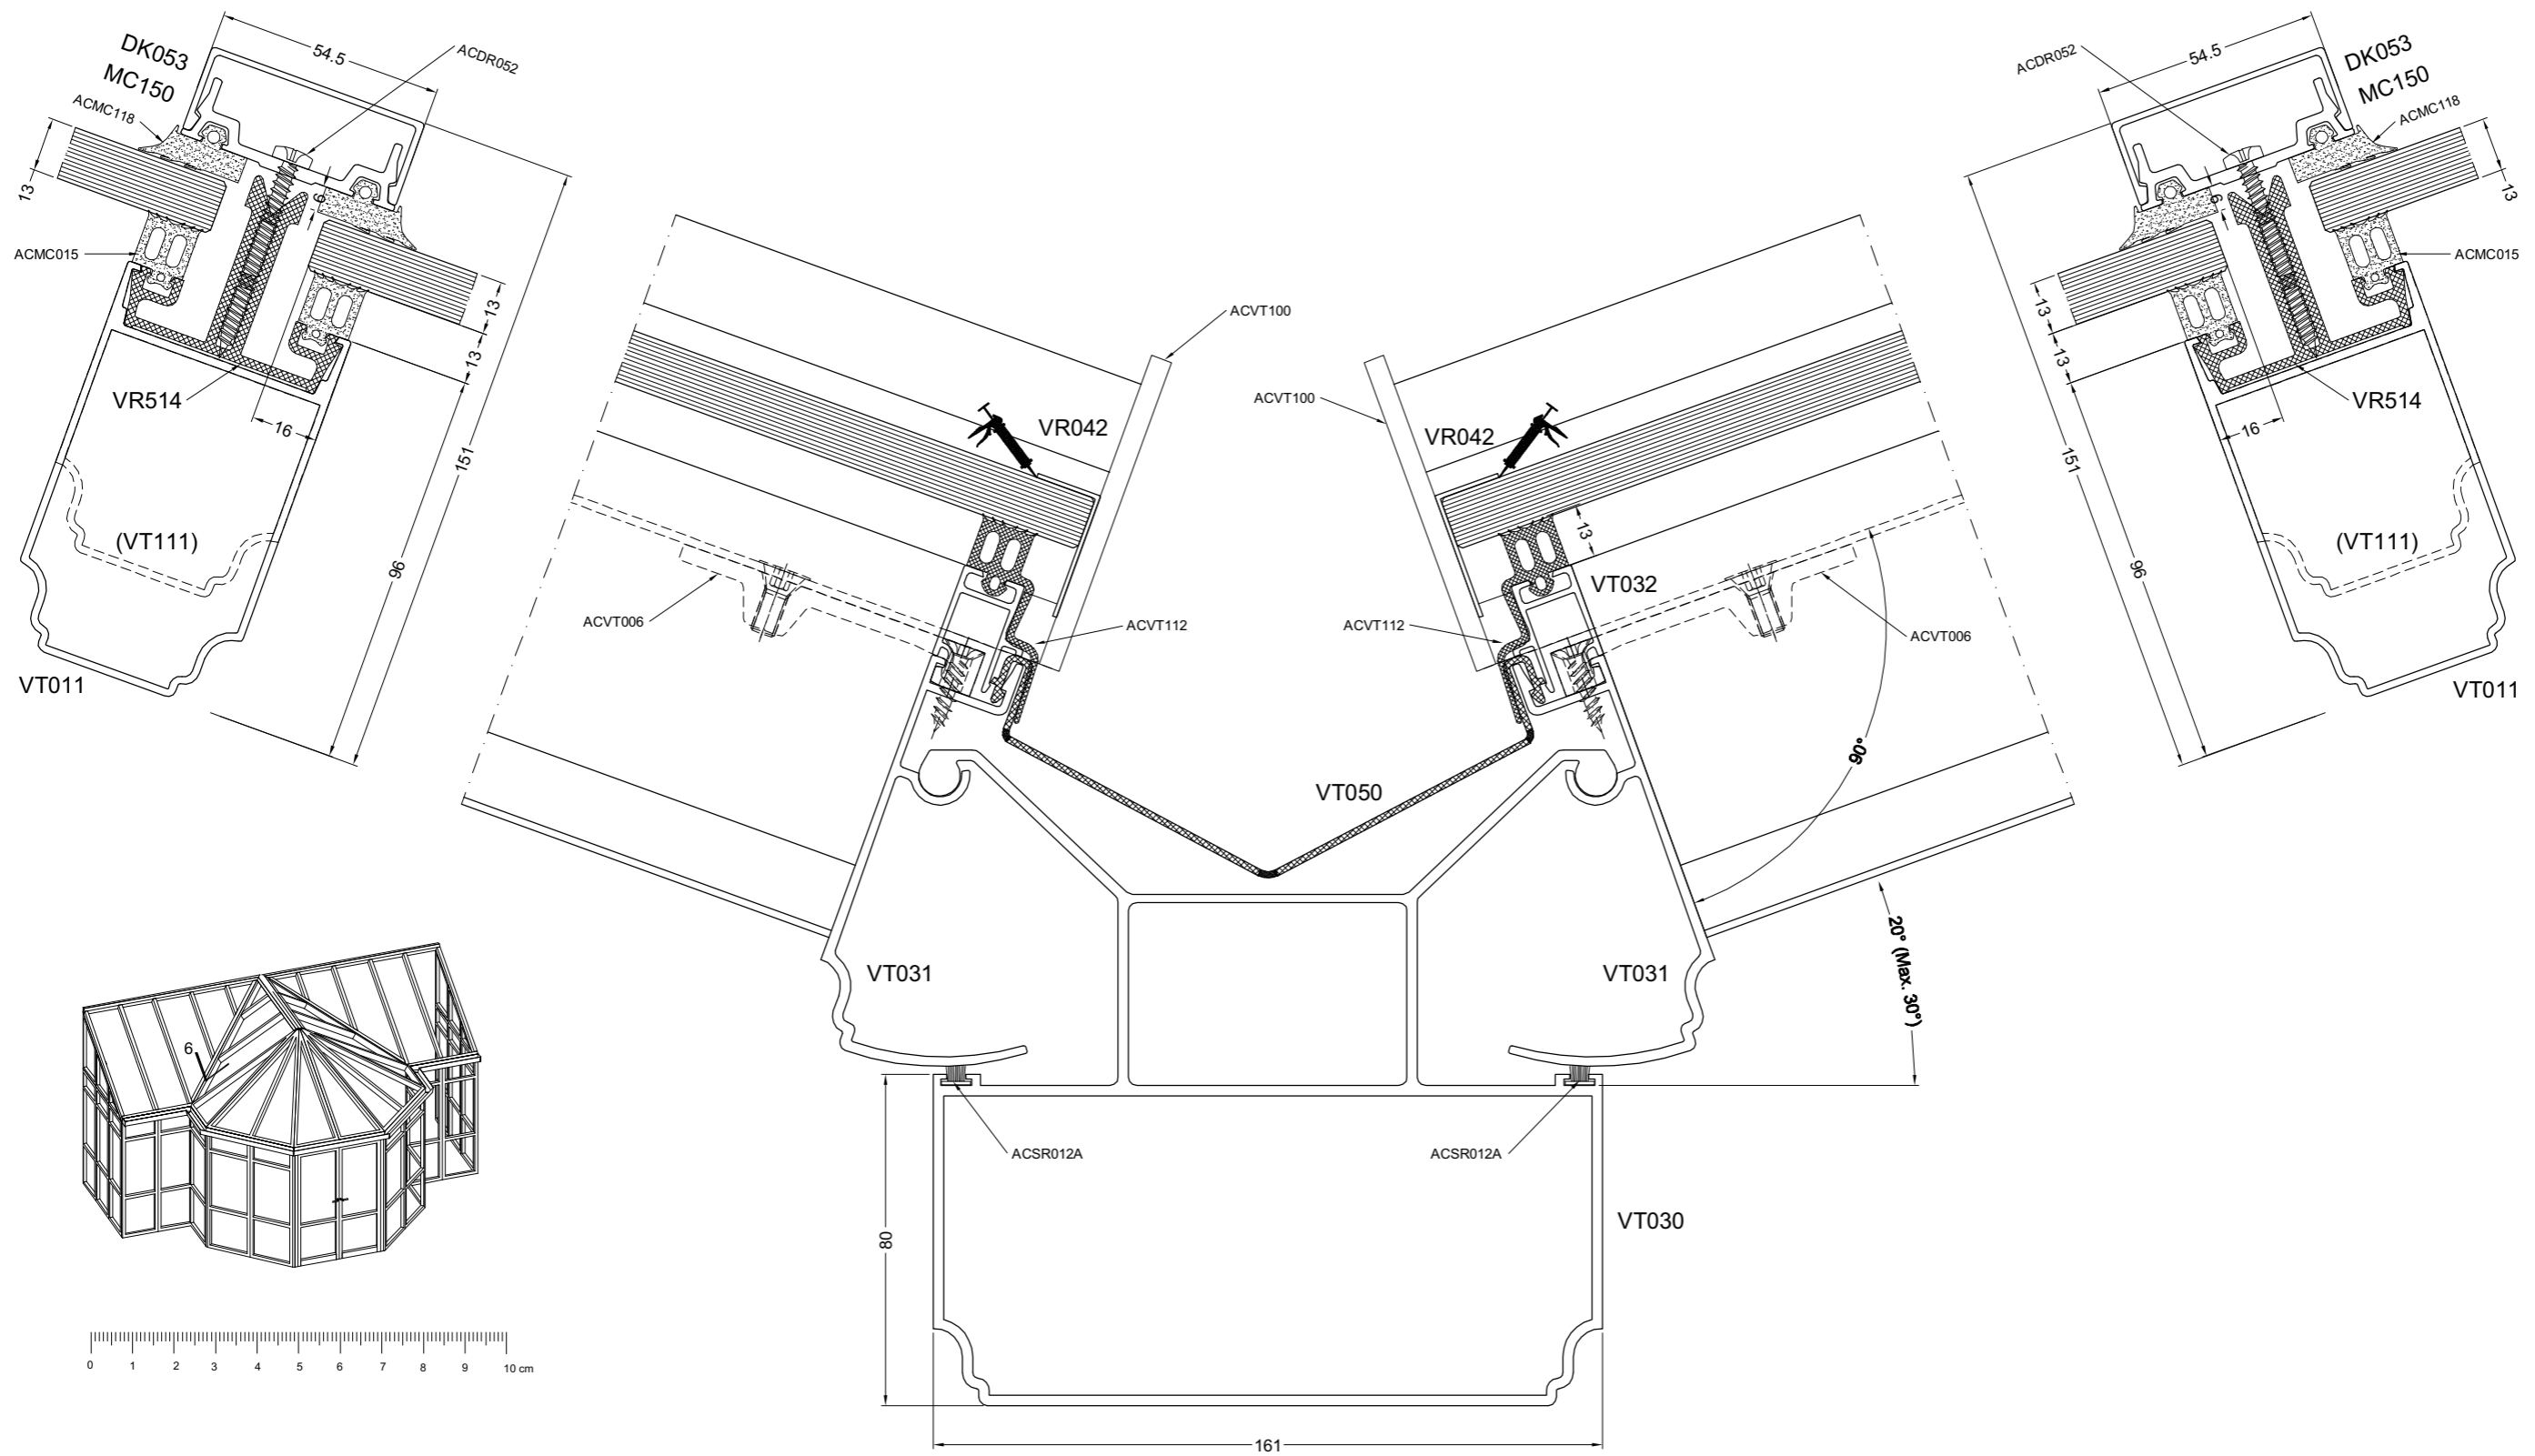 54.5
DK053
MC150
ACDR052
ACMC118
13
6
ACMC015
13
13
VR514
16
151
96
(VT111)
VT011
54.5
ACDR052
DK053
MC150
ACMC118
13
6
ACMC015
13
13
VR514
16
151
96
(VT111)
VT011
ACVT100
VR042
ACVT006
ACVT112
ACVT100
VR042
13
VT032
ACVT112
ACVT006
90°
VT050
VT031
VT031
20° (Max. 30°)
ACSR012A
ACSR012A
VT030
80
161
6
0 1 2 3 4 5 6 7 8 9 10 cm